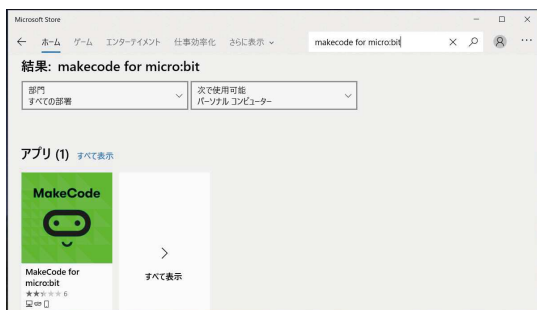 Microsoft Store
ホーム ゲーム エンターテイメント 仕事効率化 さらに表示 makecode for micro:bit
結果: makecode for micro:bit
部門
すべての部署
次で使用可能
パーソナル コンピューター
アプリ (1) すべて表示
MakeCode
MakeCode for
micro:bit
6
すべて表示